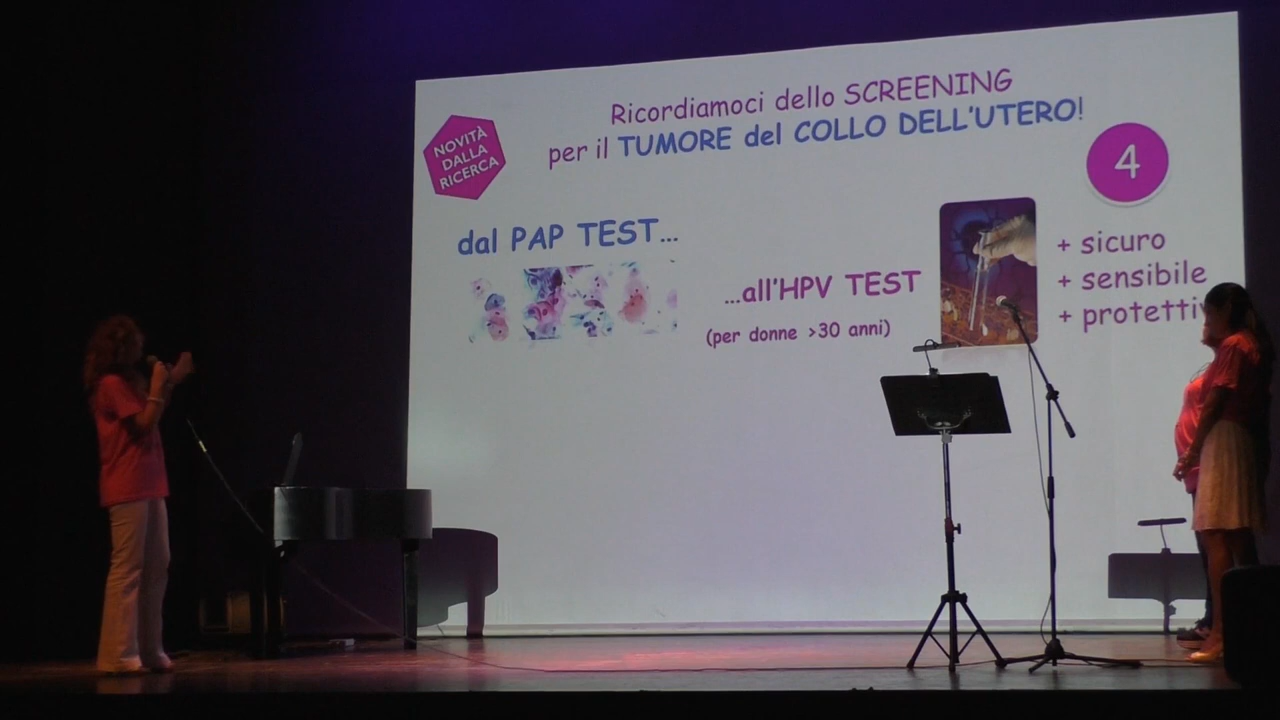 Ricordiamoci dello SCREENING
per il TUMORE del COLLO DELL'UTERO!
NOVITÀ
DALLA
RICERCA
4
dal PAP TEST...
...all'HPV TEST
(per donne >30 anni)
+ sicuro
+ sensibile
+ protettiv